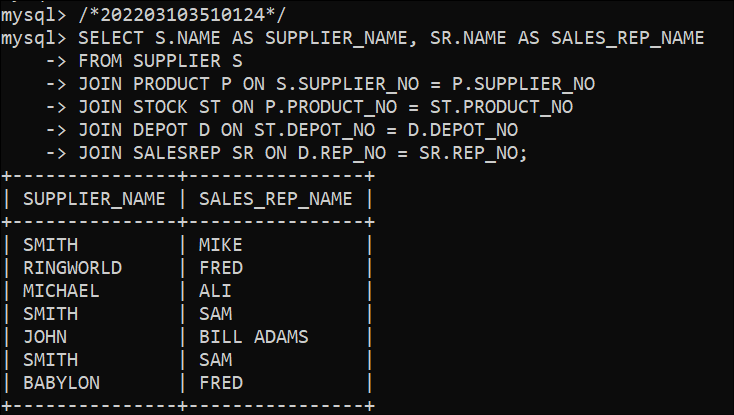 mysql> /*202203103510124*/
mysql> SELECT S.NAME AS SUPPLIER_NAME, SR.NAME AS SALES_REP_NAME
    -> FROM SUPPLIER S
    -> JOIN PRODUCT P ON S.SUPPLIER_NO = P.SUPPLIER_NO
    -> JOIN STOCK ST ON P.PRODUCT_NO = ST.PRODUCT_NO
    -> JOIN DEPOT D ON ST.DEPOT_NO = D.DEPOT_NO
    -> JOIN SALESREP SR ON D.REP_NO = SR.REP_NO;
+---------------+----------------+
| SUPPLIER_NAME | SALES_REP_NAME |
+---------------+----------------+
| SMITH         | MIKE           |
| RINGWORLD     | FRED           |
| MICHAEL       | ALI            |
| SMITH         | SAM            |
| JOHN          | BILL ADAMS     |
| SMITH         | SAM            |
| BABYLON       | FRED           |
+---------------+----------------+